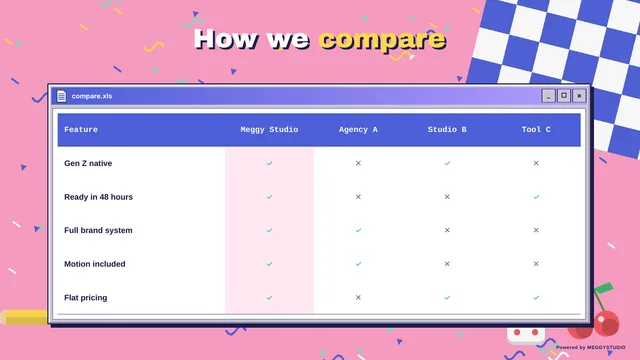 How we compare
compare.xls
Feature Meggy Studio Agency A Studio B Tool C
Gen Z native ✓ ✕ ✓ ✕
Ready in 48 hours ✓ ✕ ✕ ✓
Full brand system ✓ ✓ ✕ ✕
Motion included ✓ ✓ ✕ ✕
Flat pricing ✓ ✕ ✓ ✓
Powered by MEGGYSTUDIO